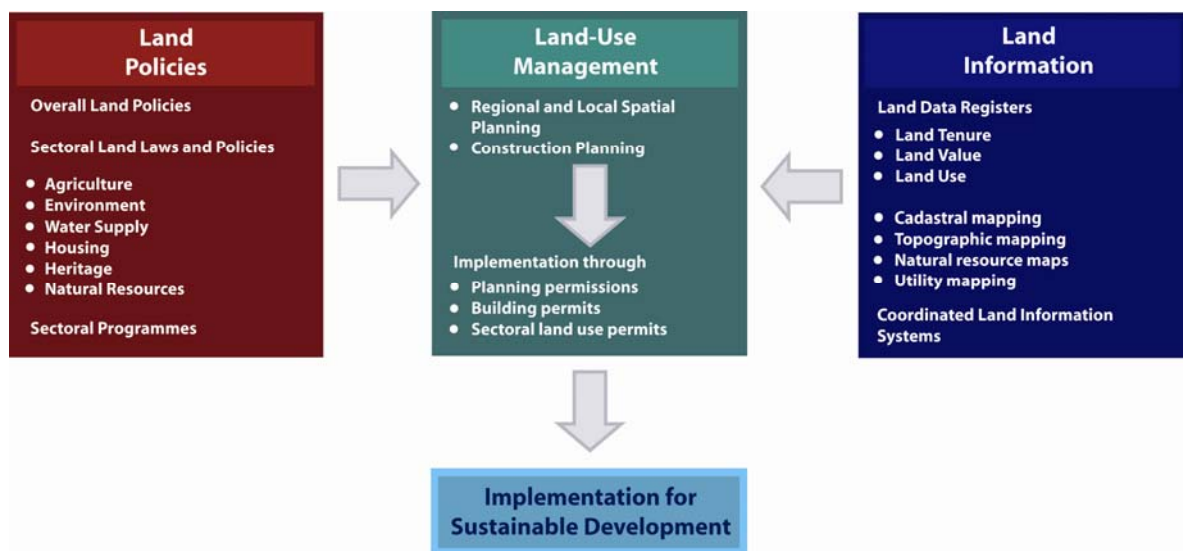 Land
Policies
Overall Land Policies
Sectoral Land Laws and Policies
• Agriculture
• Environment
• Water Supply
• Housing
• Heritage
• Natural Resources
Sectoral Programmes
Land-Use
Management
• Regional and Local Spatial
Planning
• Construction Planning
Implementation through
• Planning permissions
• Building permits
• Sectoral land use permits
Land
Information
Land Data Registers
• Land Tenure
• Land Value
• Land Use
• Cadastral mapping
• Topographic mapping
• Natural resource maps
• Utility mapping
Coordinated Land Information
Systems
Implementation for
Sustainable Development